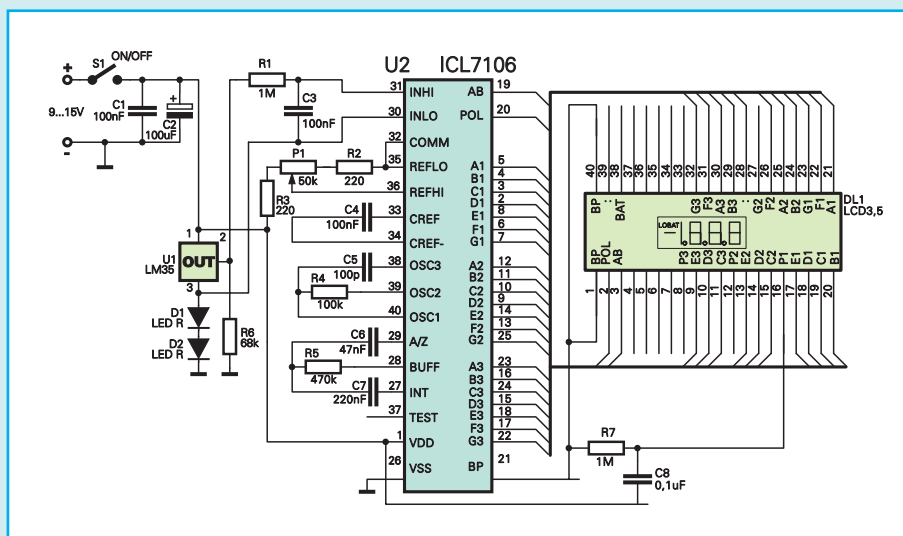 S1 ON/OFF
9...15V
C1 100nF
C2 100uF
R1 1M
C3 100nF
P1 50k
R2 220
R3 220
C4 100nF
C5 100p
R4 100k
C6 47nF
R5 470k
C7 220nF
1 2
U1 OUT LM35
3
D1 LED R
D2 LED R
R6 68k
U2 ICL7106
31 INHI
30 INLO
32 COMM
35 REFLO
36 REFHI
33 CREF
34 CREF-
38 OSC3
39 OSC2
40 OSC1
29 A/Z
28 BUFF
27 INT
37 TEST
1 VDD
26 VSS
AB 19
POL 20
A1 5
B1 4
C1 3
D1 2
E1 8
F1 6
G1 7
A2 12
B2 11
C2 10
D2 9
E2 14
F2 13
G2 25
A3 23
B3 16
C3 24
D3 15
E3 18
F3 17
G3 22
BP 21
40 39 38 37 36 35 34 33 32 31 30 29 28 27 26 25 24 23 22 21
BP : BAT G3 F3 A3 B3 : G2 F2 A2 B2 G1 F1 A1
DL1
LCD3,5
LOBAT
BP POL AB P3 E3 D3 C3 P2 E2 D2 C2 P1 E1 D1 C1 B1
1 2 3 4 5 6 7 8 9 10 11 12 13 14 15 16 17 18 19 20
R7 1M
C8 0,1uF